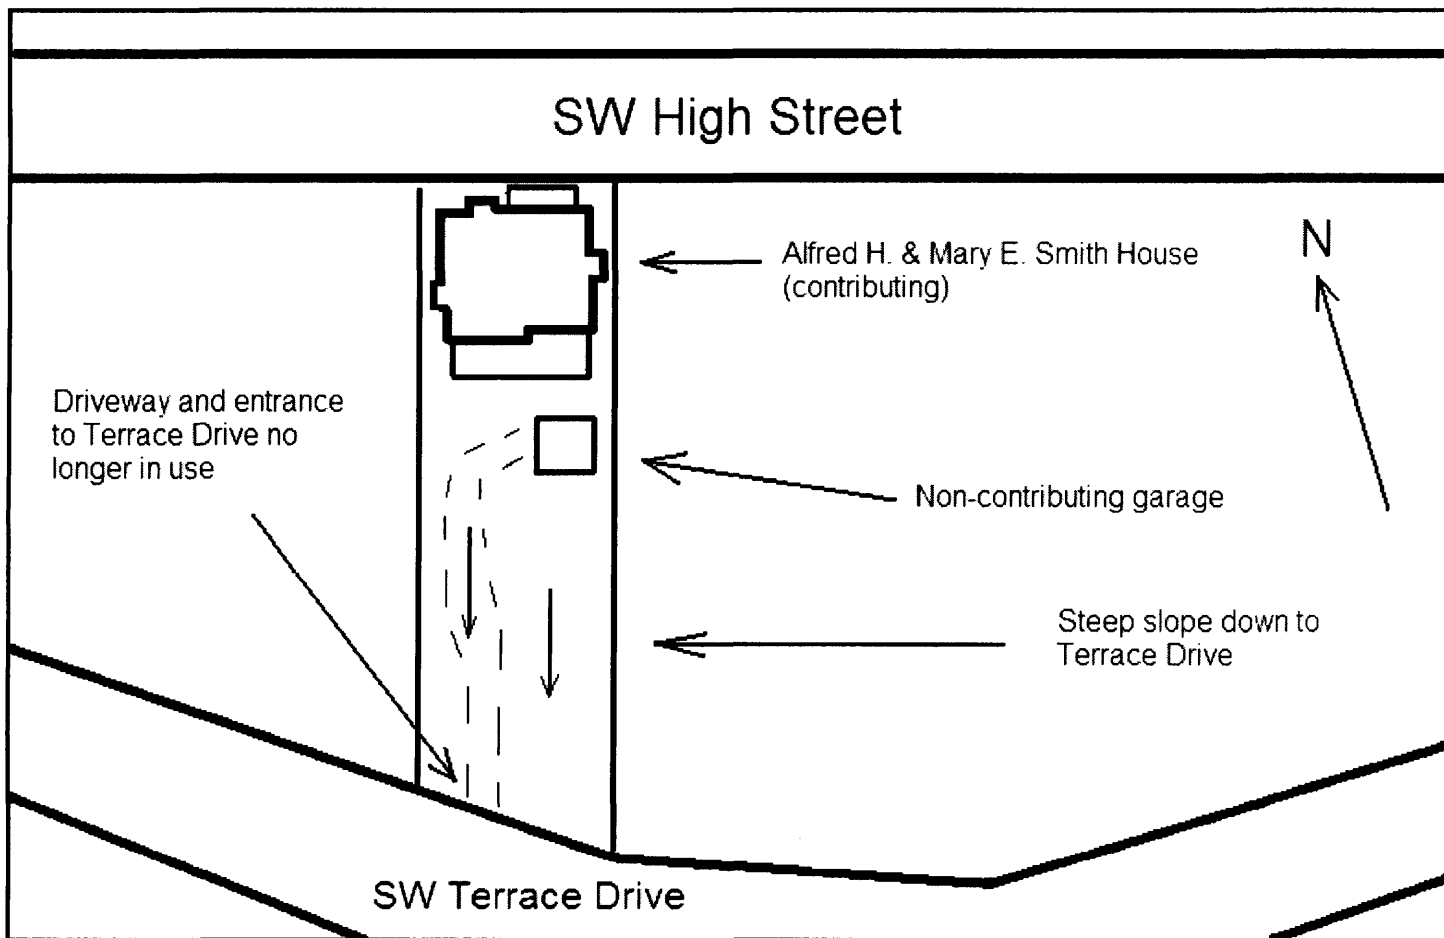 SW High Street
Alfred H. & Mary E. Smith House
(contributing)
N
Driveway and entrance
to Terrace Drive no
longer in use
Non-contributing garage
Steep slope down to
Terrace Drive
SW Terrace Drive